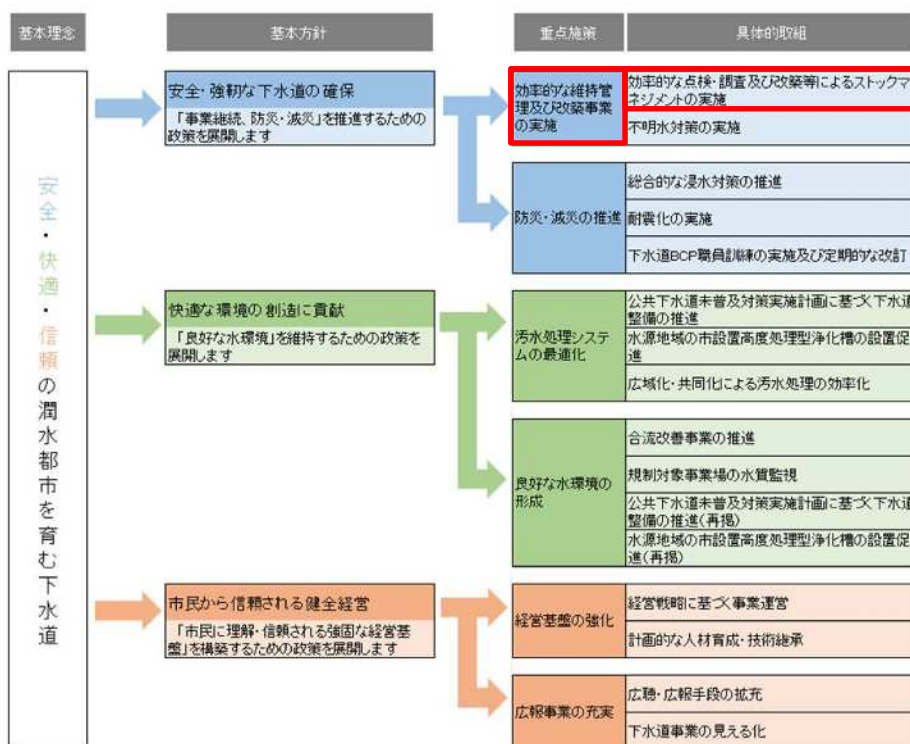 基本理念
基本方針
重点施策
具体的取組
安全・快適・信頼の潤水都市を育む下水道
安全・強靭な下水道の確保
「事業継続、防災・減災」を推進するための
政策を展開します
効率的な維持管
理及び改築事業
の実施
効率的な点検・調査及び改築等によるストックマ
ネジメントの実施
不明水対策の実施
防災・減災の推進
総合的な浸水対策の推進
耐震化の実施
下水道BCP職員訓練の実施及び定期的な改訂
快適な環境の創造に貢献
「良好な水環境」を維持するための政策を
展開します
汚水処理システ
ムの最適化
公共下水道未普及対策実施計画に基づく下水道
整備の推進
水源地域の市設置高度処理型浄化槽の設置促
進
広域化・共同化による汚水処理の効率化
良好な水環境の
形成
合流改善事業の推進
規制対象事業場の水質監視
公共下水道未普及対策実施計画に基づく下水道
整備の推進(再掲)
水源地域の市設置高度処理型浄化槽の設置促
進(再掲)
市民から信頼される健全経営
「市民に理解・信頼される強固な経営基
盤」を構築するための政策を展開します
経営基盤の強化
経営戦略に基づく事業運営
計画的な人材育成・技術継承
広報事業の充実
広聴・広報手段の拡充
下水道事業の見える化